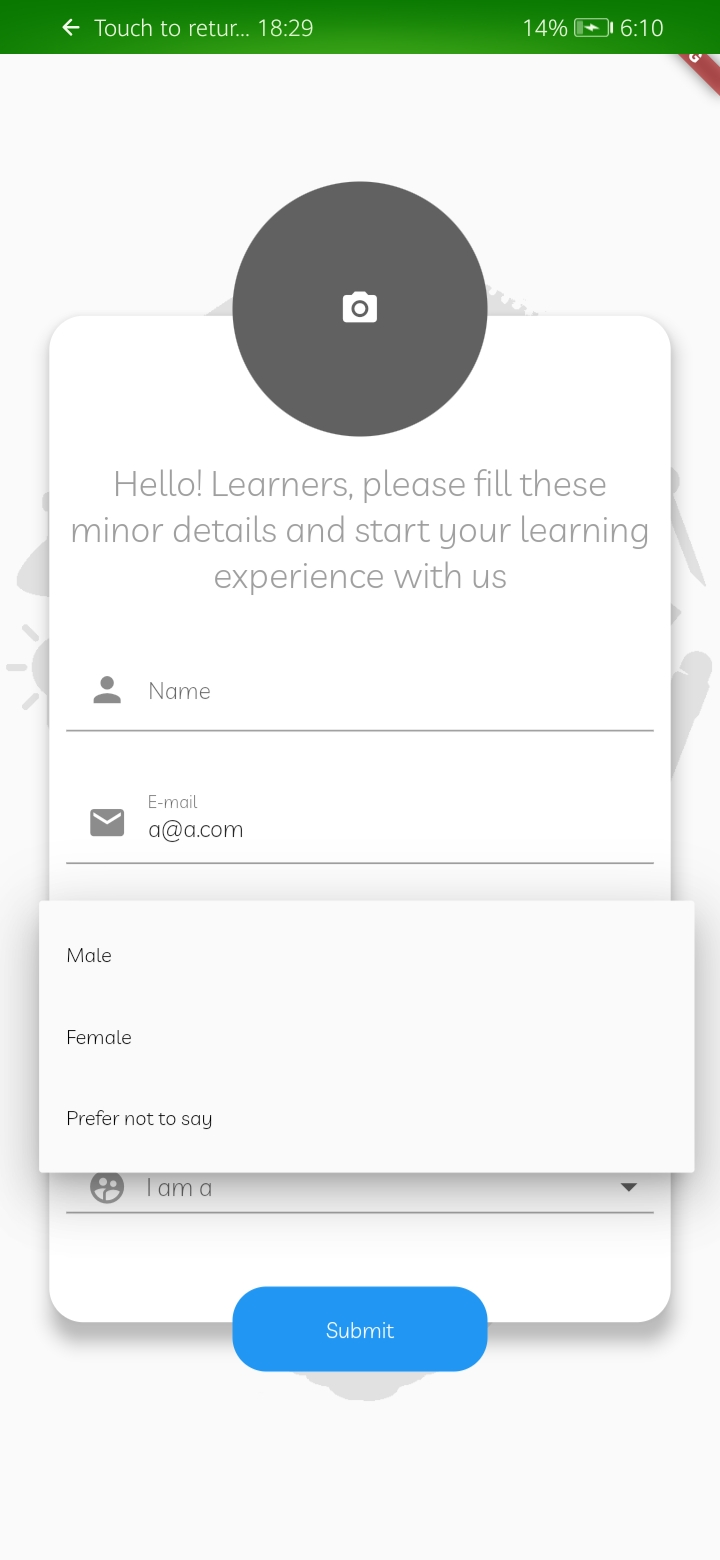 Touch to retur... 18:29
14% 6:10
G
Hello! Learners, please fill these
minor details and start your learning
experience with us
Name
E-mail
a@a.com
Male
Female
Prefer not to say
I am a
Submit